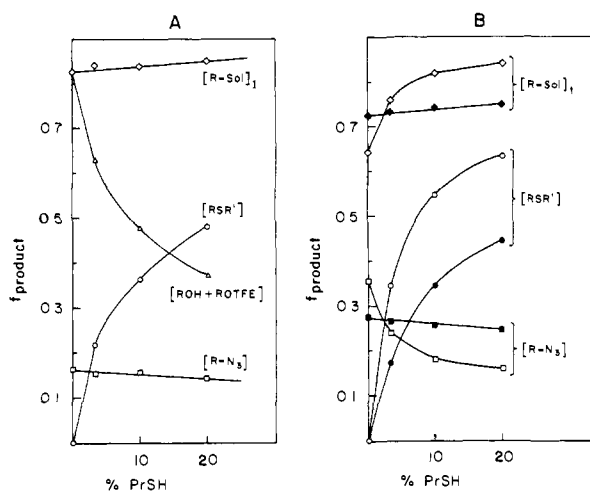 A
B
0.7
0.5
0.3
0.1
fproduct
[R-Sol]I
[RSR']
[ROH + ROTFE]
[R-N3]
10
20
% PrSH
0.7
0.5
0.3
0.1
fproduct
[R-Sol]t
[RSR']
[R-N3]
10
20
% PrSH